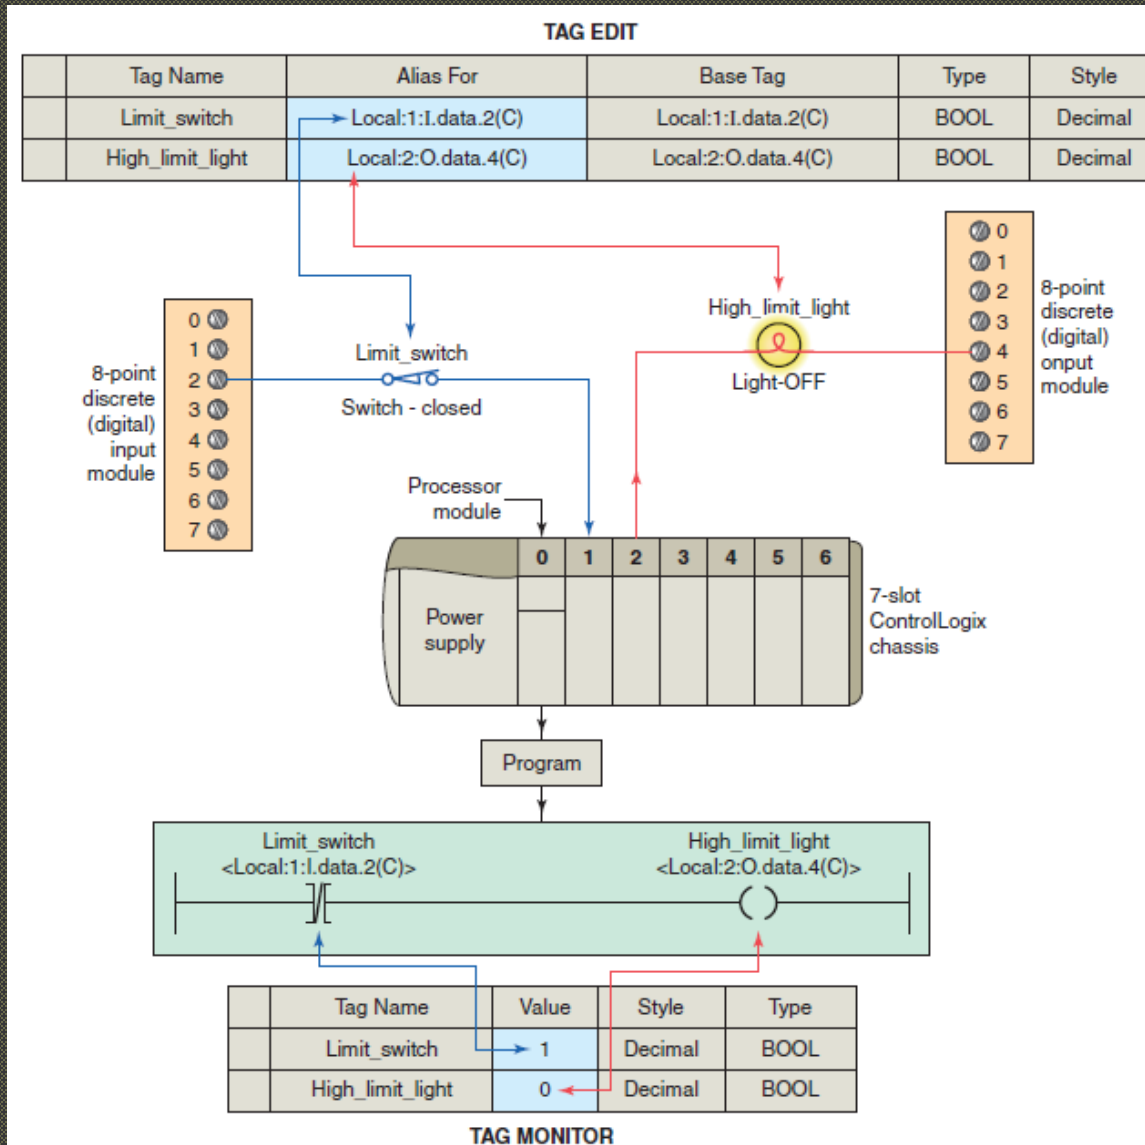 TAG EDIT
Tag Name Alias For Base Tag Type Style
Limit_switch Local:1:I.data.2(C) Local:1:I.data.2(C) BOOL Decimal
High_limit_light Local:2:O.data.4(C) Local:2:O.data.4(C) BOOL Decimal
0
1
2
3
4
5
6
7
8-point
discrete
(digital)
onput
module
High_limit_light
Light-OFF
0
1
2
3
4
5
6
7
8-point
discrete
(digital)
input
module
Limit_switch
Switch - closed
Processor
module
0 1 2 3 4 5 6
Power
supply
7-slot
ControlLogix
chassis
Program
Limit_switch
<Local:1:I.data.2(C)>
High_limit_light
<Local:2:O.data.4(C)>
Tag Name Value Style Type
Limit_switch 1 Decimal BOOL
High_limit_light 0 Decimal BOOL
TAG MONITOR